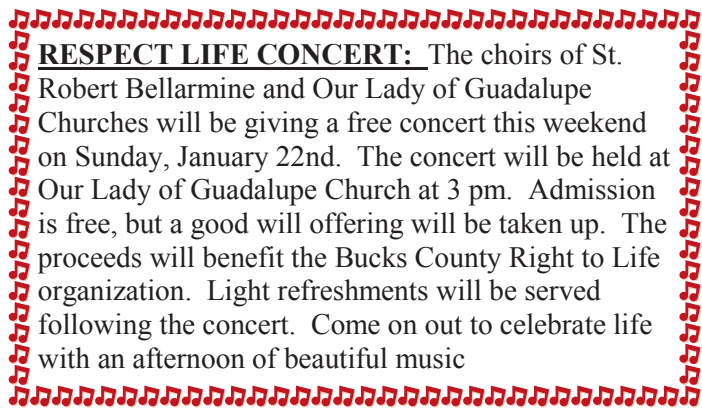 RESPECT LIFE CONCERT: The choirs of St.
Robert Bellarmine and Our Lady of Guadalupe
Churches will be giving a free concert this weekend
on Sunday, January 22nd.  The concert will be held at
Our Lady of Guadalupe Church at 3 pm.  Admission
is free, but a good will offering will be taken up.  The
proceeds will benefit the Bucks County Right to Life
organization.  Light refreshments will be served
following the concert.  Come on out to celebrate life
with an afternoon of beautiful music